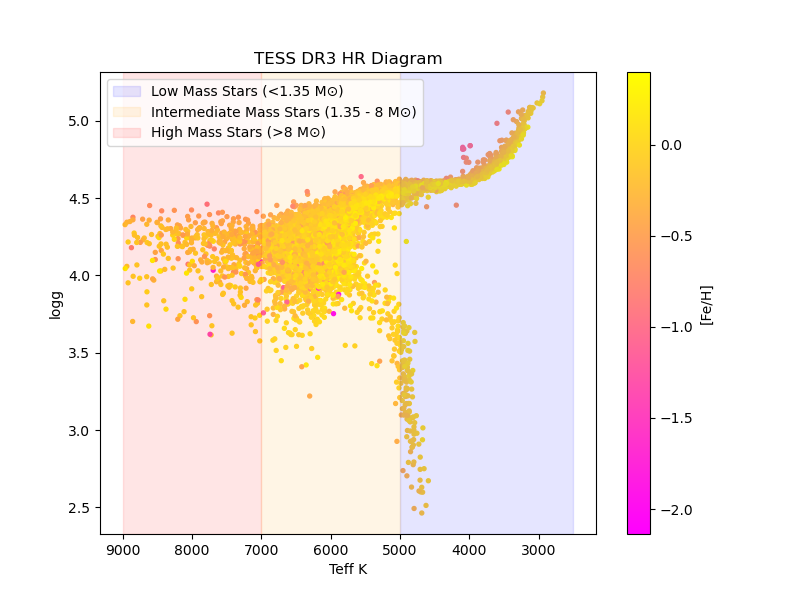 TESS DR3 HR Diagram
Low Mass Stars (<1.35 M⊙)
Intermediate Mass Stars (1.35 - 8 M⊙)
High Mass Stars (>8 M⊙)
5.0
4.5
4.0
3.5
3.0
2.5
logg
9000 8000 7000 6000 5000 4000 3000
Teff K
0.0
−0.5
−1.0
−1.5
−2.0
[Fe/H]